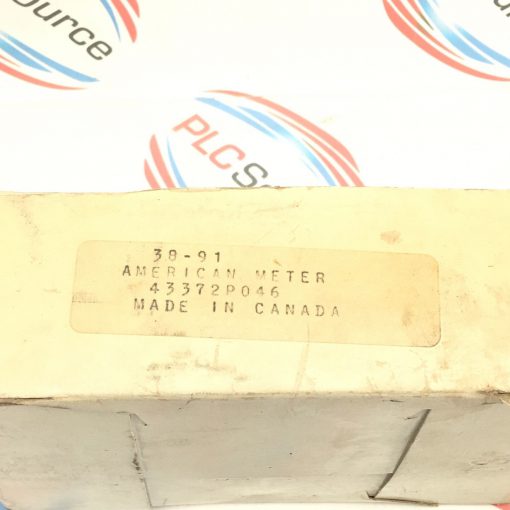 Source
PLC
38-91
AMERICAN METER
43372P046
MADE IN CANADA